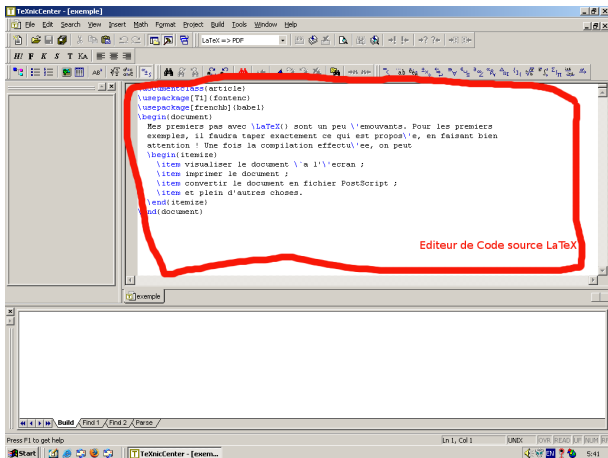 TeXnicCenter - [exemple]
File Edit Search View Insert Math Format Project Build Tools Window Help
LaTeX => PDF
\documentclass{article}
\usepackage[T1]{fontenc}
\usepackage[frenchb]{babel}
\begin{document}
Mes premiers pas avec \LaTeX{} sont un peu \'emouvants. Pour les premiers
exemples, il faudra taper exactement ce qui est propos\'e, en faisant bien
attention ! Une fois la compilation effectu\'ee, on peut
\begin{itemize}
\item visualiser le document \`a l'\'ecran ;
\item imprimer le document ;
\item convertir le document en fichier PostScript ;
\item et plein d'autres choses.
\end{itemize}
\end{document}
Editeur de Code source LaTeX
exemple
Build Find 1 Find 2 Parse
Press F1 to get help Ln 1, Col 1 UNIX OVR READ UF NUM
Start TeXnicCenter - [exem... EN 5:41